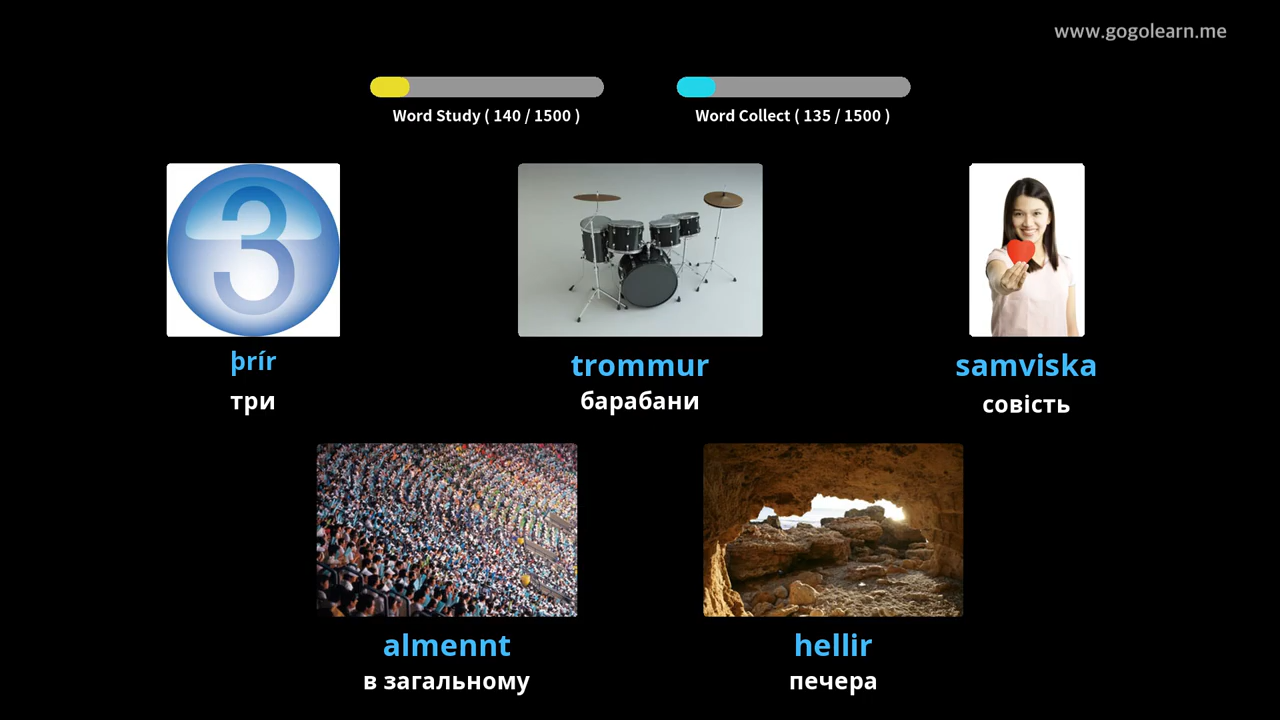 www.gogolearn.me
Word Study ( 140 / 1500 )
Word Collect ( 135 / 1500 )
3
þrír
три
trommur
барабани
samviska
совість
almennt
в загальному
hellir
печера